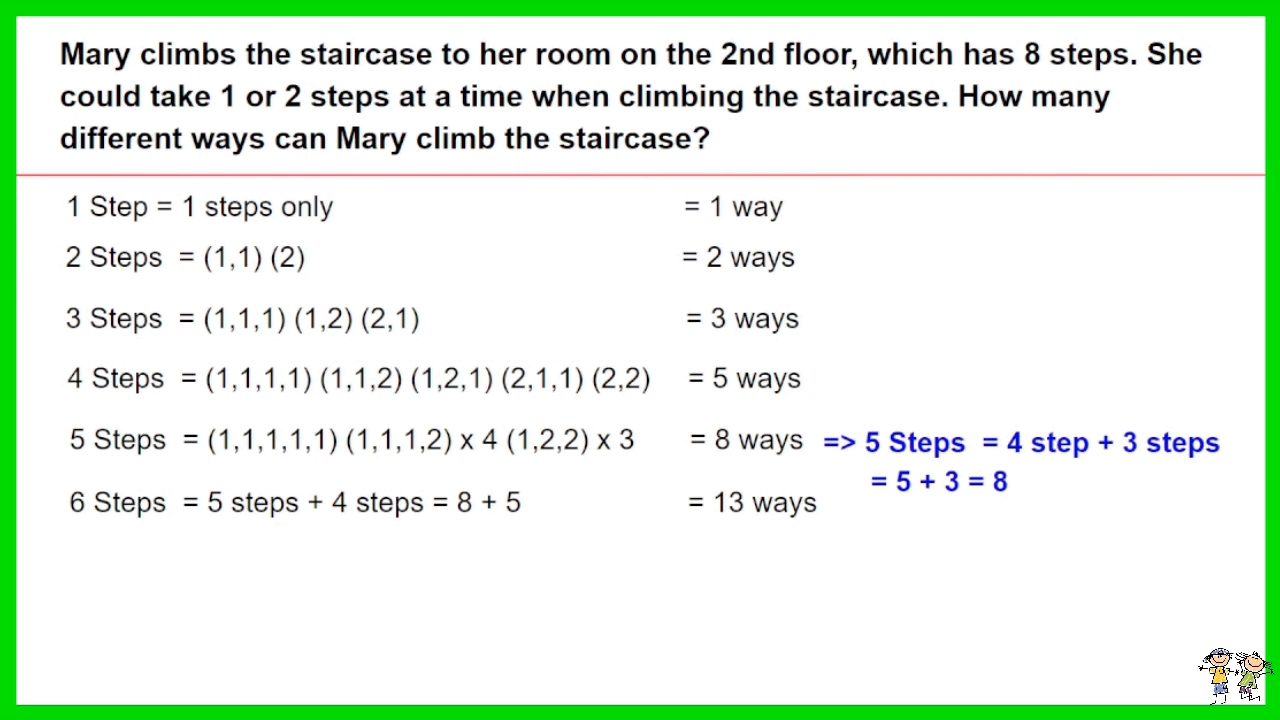 Mary climbs the staircase to her room on the 2nd floor, which has 8 steps. She
could take 1 or 2 steps at a time when climbing the staircase. How many
different ways can Mary climb the staircase?
1 Step = 1 steps only = 1 way
2 Steps = (1,1) (2) = 2 ways
3 Steps = (1,1,1) (1,2) (2,1) = 3 ways
4 Steps = (1,1,1,1) (1,1,2) (1,2,1) (2,1,1) (2,2) = 5 ways
5 Steps = (1,1,1,1,1) (1,1,1,2) x 4 (1,2,2) x 3 = 8 ways => 5 Steps = 4 step + 3 steps
= 5 + 3 = 8
6 Steps = 5 steps + 4 steps = 8 + 5 = 13 ways